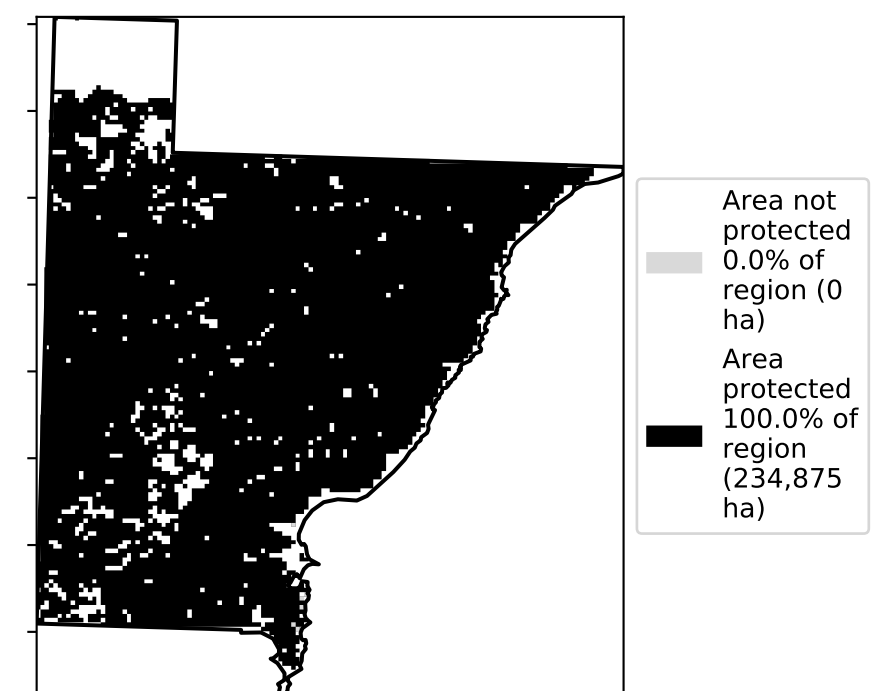 Area not
protected
0.0% of
region (0
ha)
Area
protected
100.0% of
region
(234,875
ha)